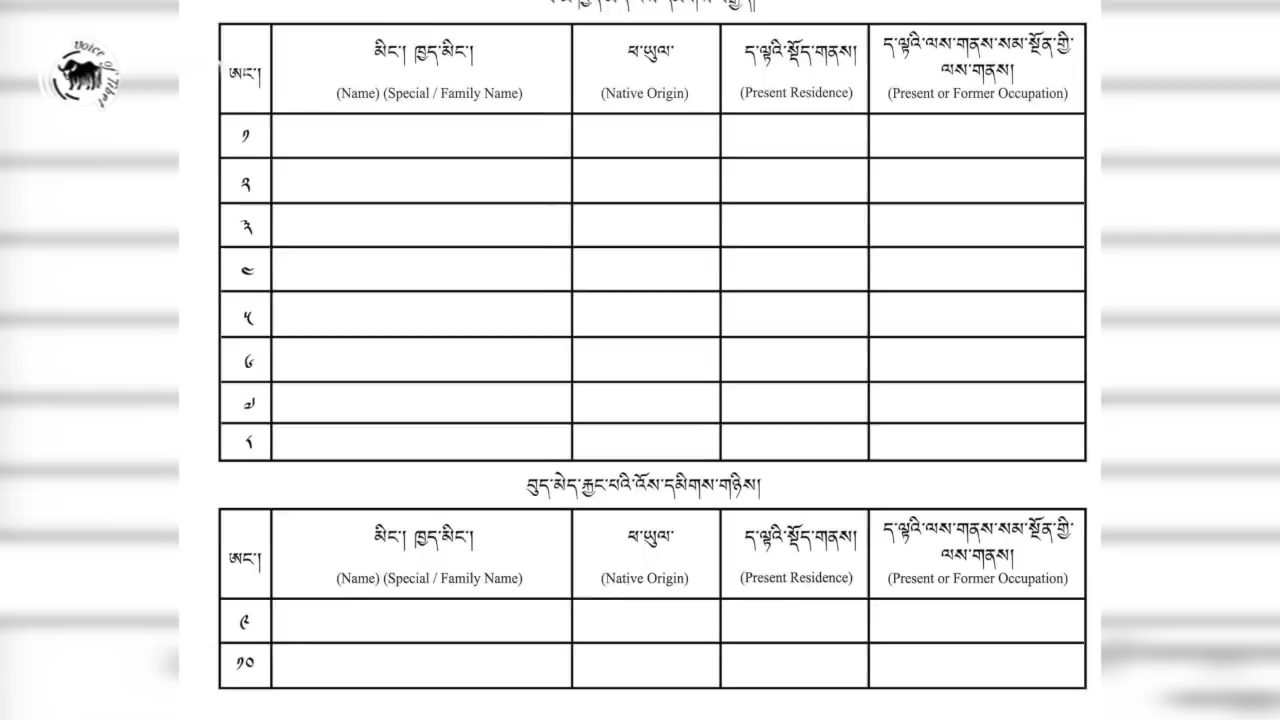 Voice of Tibet
ཨང་། མིང་། ཁྱད་མིང་། ཕ་ཡུལ་ ད་ལྟའི་སྡོད་གནས། ད་ལྟའི་ལས་གནས་སམ་སྔོན་གྱི་
ལས་གནས།
(Name) (Special / Family Name) (Native Origin) (Present Residence) (Present or Former Occupation)
༡
༢
༣
༤
༥
༦
༧
༨
བུད་མེད་རྐྱང་པའི་འོས་དམིགས་གཉིས།
ཨང་། མིང་། ཁྱད་མིང་། ཕ་ཡུལ་ ད་ལྟའི་སྡོད་གནས། ད་ལྟའི་ལས་གནས་སམ་སྔོན་གྱི་
ལས་གནས།
(Name) (Special / Family Name) (Native Origin) (Present Residence) (Present or Former Occupation)
༩
༡༠